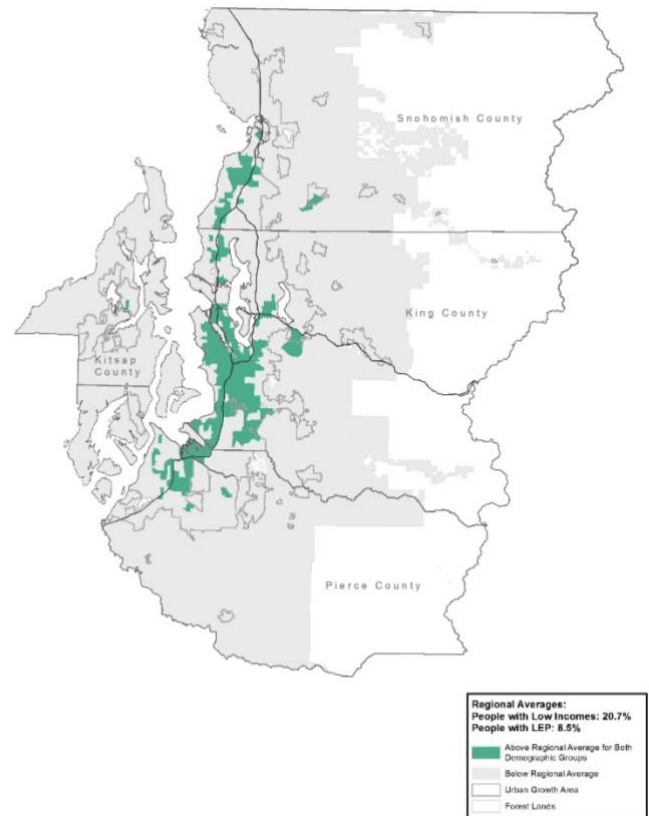 Snohomish County
King County
Kitsap
County
Pierce County
Regional Averages:
People with Low Incomes: 20.7%
People with LEP: 8.5%
Above Regional Average for Both
Demographic Groups
Below Regional Average
Urban Growth Area
Forest Lands